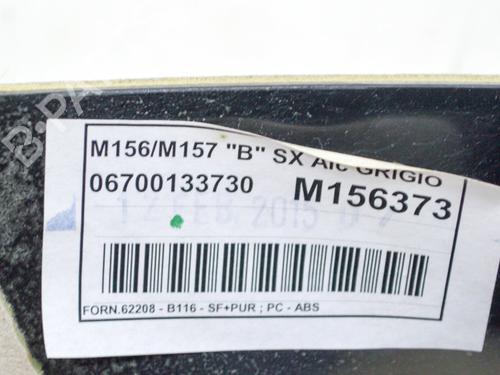 M156/M157 "B" SX Alc GRIGIO
06700133730 M156373
FORN.62208 - B116 - SF+PUR ; PC - ABS